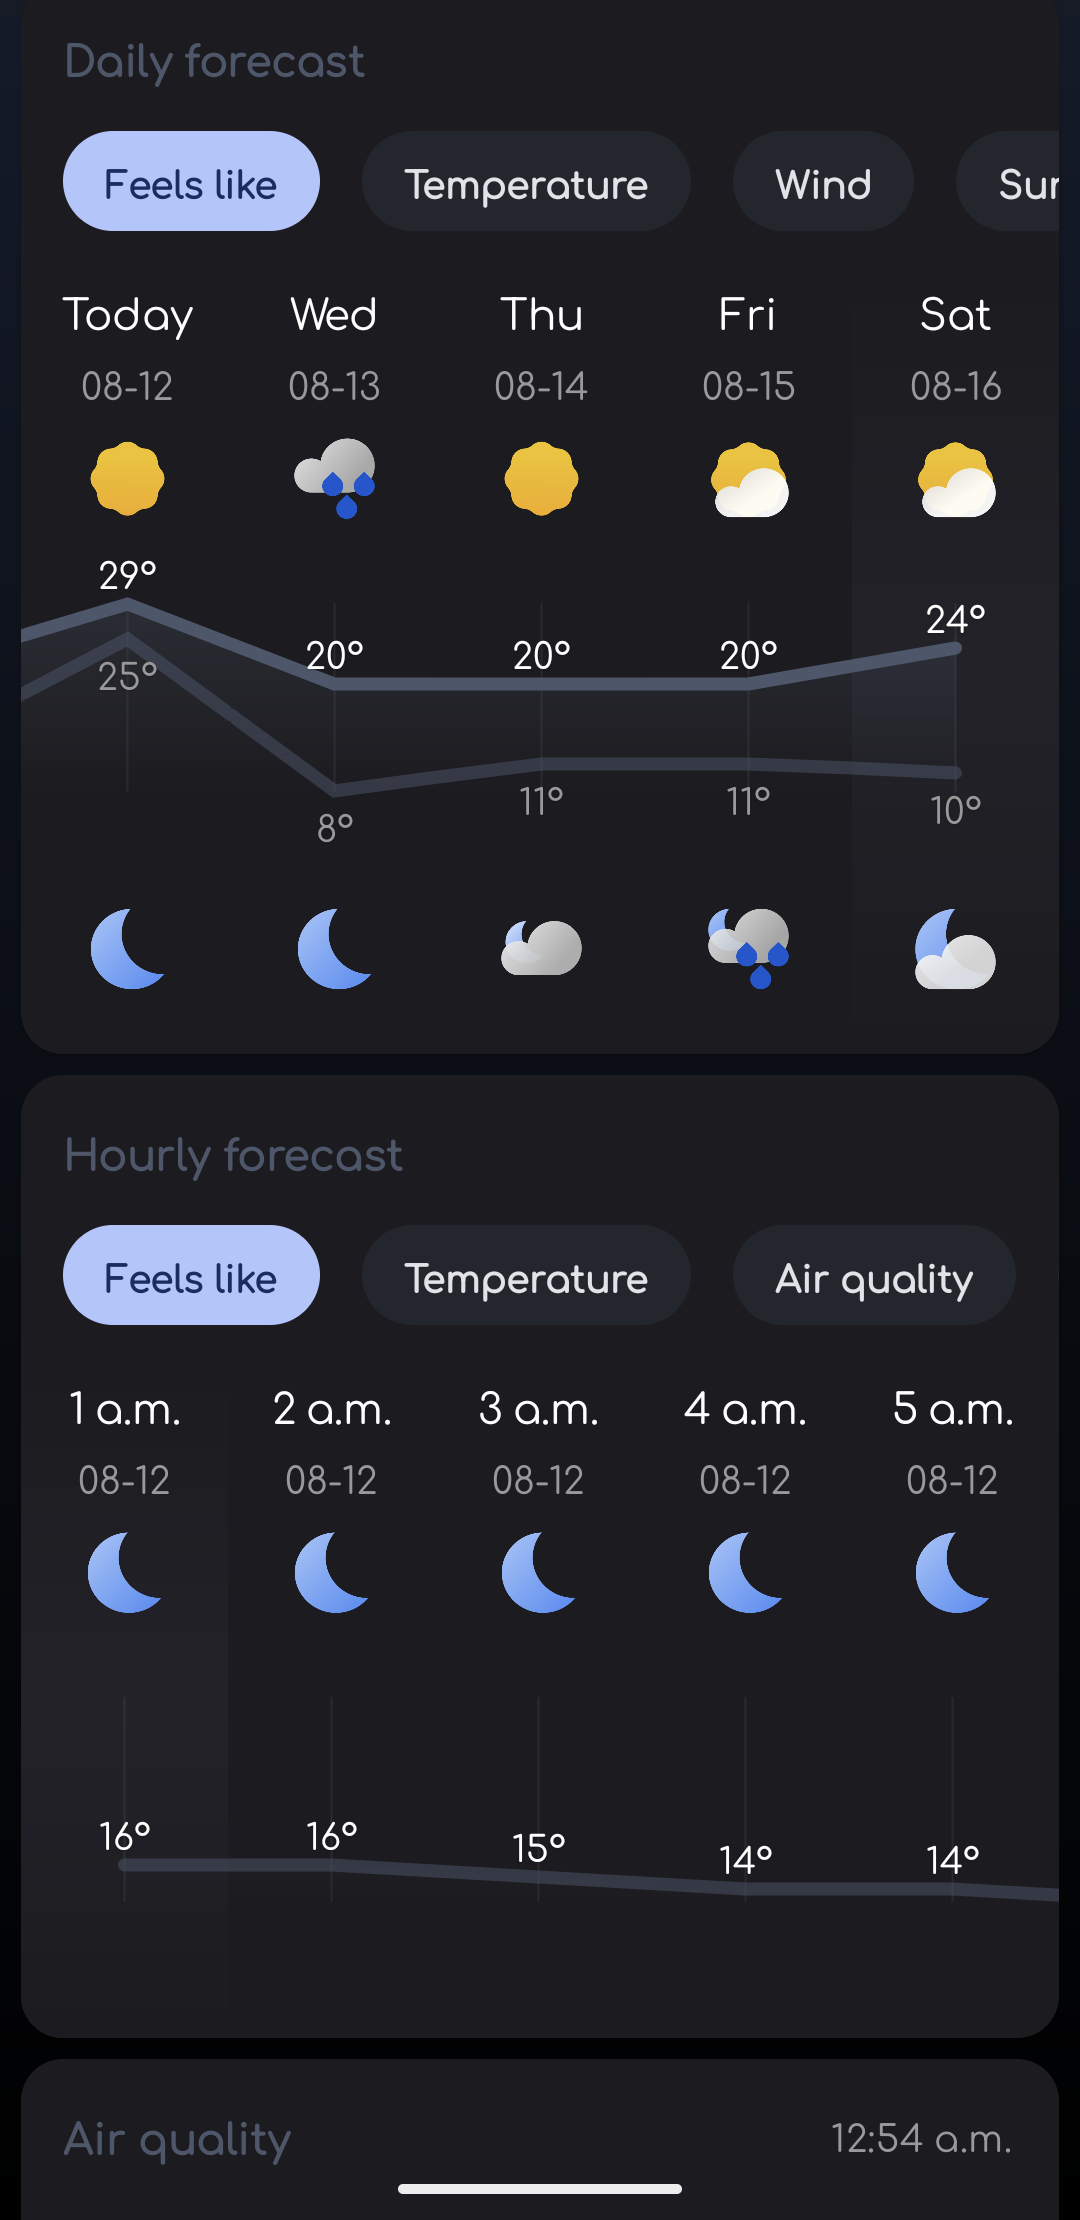 Daily forecast
Feels like Temperature Wind Sun
Today Wed Thu Fri Sat
08-12 08-13 08-14 08-15 08-16
29° 20° 20° 20° 24°
25° 8° 11° 11° 10°
Hourly forecast
Feels like Temperature Air quality
1 a.m. 2 a.m. 3 a.m. 4 a.m. 5 a.m.
08-12 08-12 08-12 08-12 08-12
16° 16° 15° 14° 14°
Air quality 12:54 a.m.